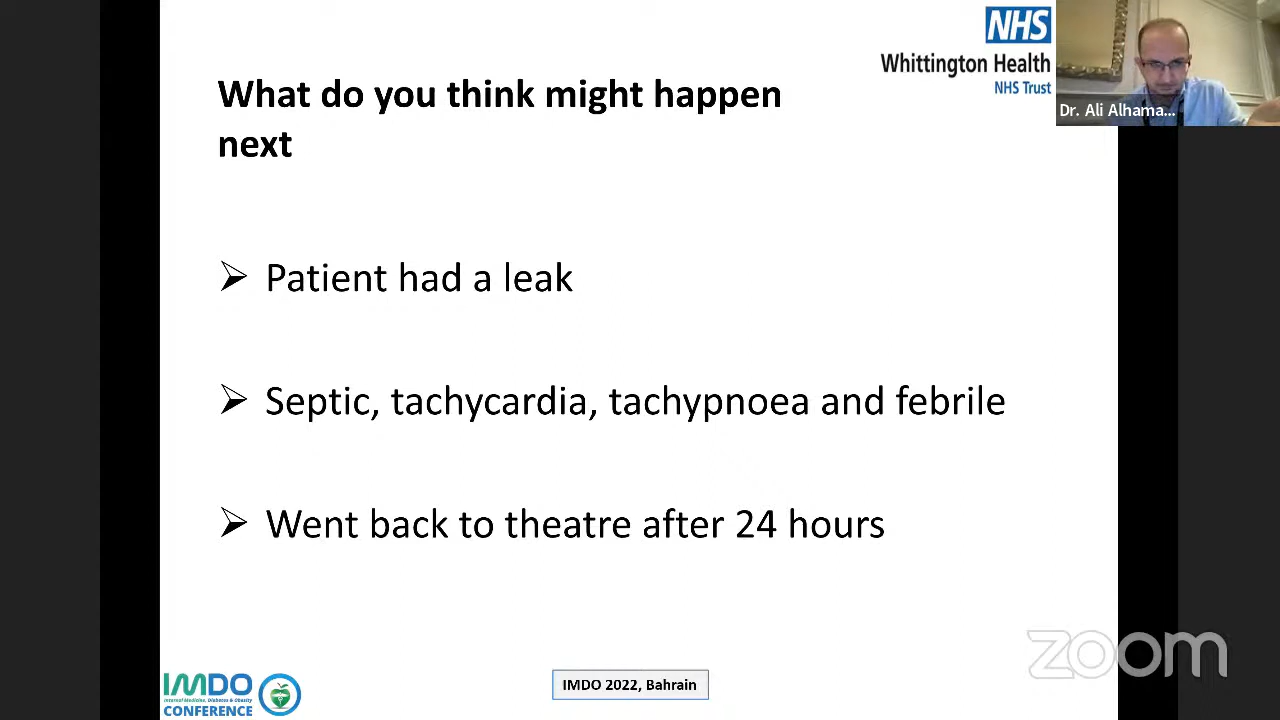 NHS
Whittington Health
NHS Trust
Dr. Ali Alhama...
What do you think might happen
next
➢ Patient had a leak
➢ Septic, tachycardia, tachypnoea and febrile
➢ Went back to theatre after 24 hours
zoom
IMDO
Internal Medicine, Diabetes & Obesity
CONFERENCE
IMDO 2022, Bahrain